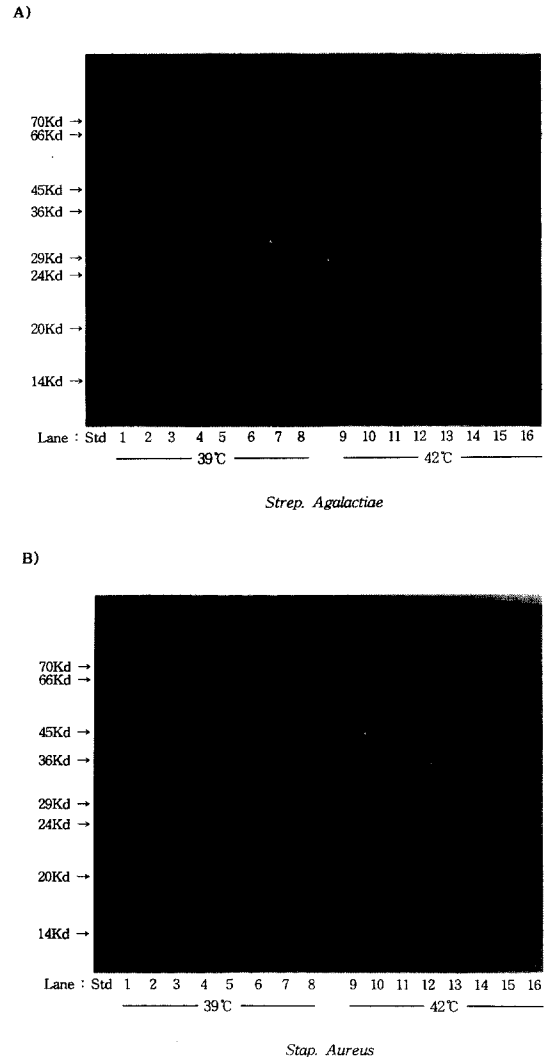 A)
70Kd →
66Kd →
45Kd →
36Kd →
29Kd →
24Kd →
20Kd →
14Kd →
Lane : Std 1 2 3 4 5 6 7 8 9 10 11 12 13 14 15 16
39℃ 42℃
Strep. Agalactiae
B)
70Kd →
66Kd →
45Kd →
36Kd →
29Kd →
24Kd →
20Kd →
14Kd →
Lane : Std 1 2 3 4 5 6 7 8 9 10 11 12 13 14 15 16
39℃ 42℃
Stap. Aureus